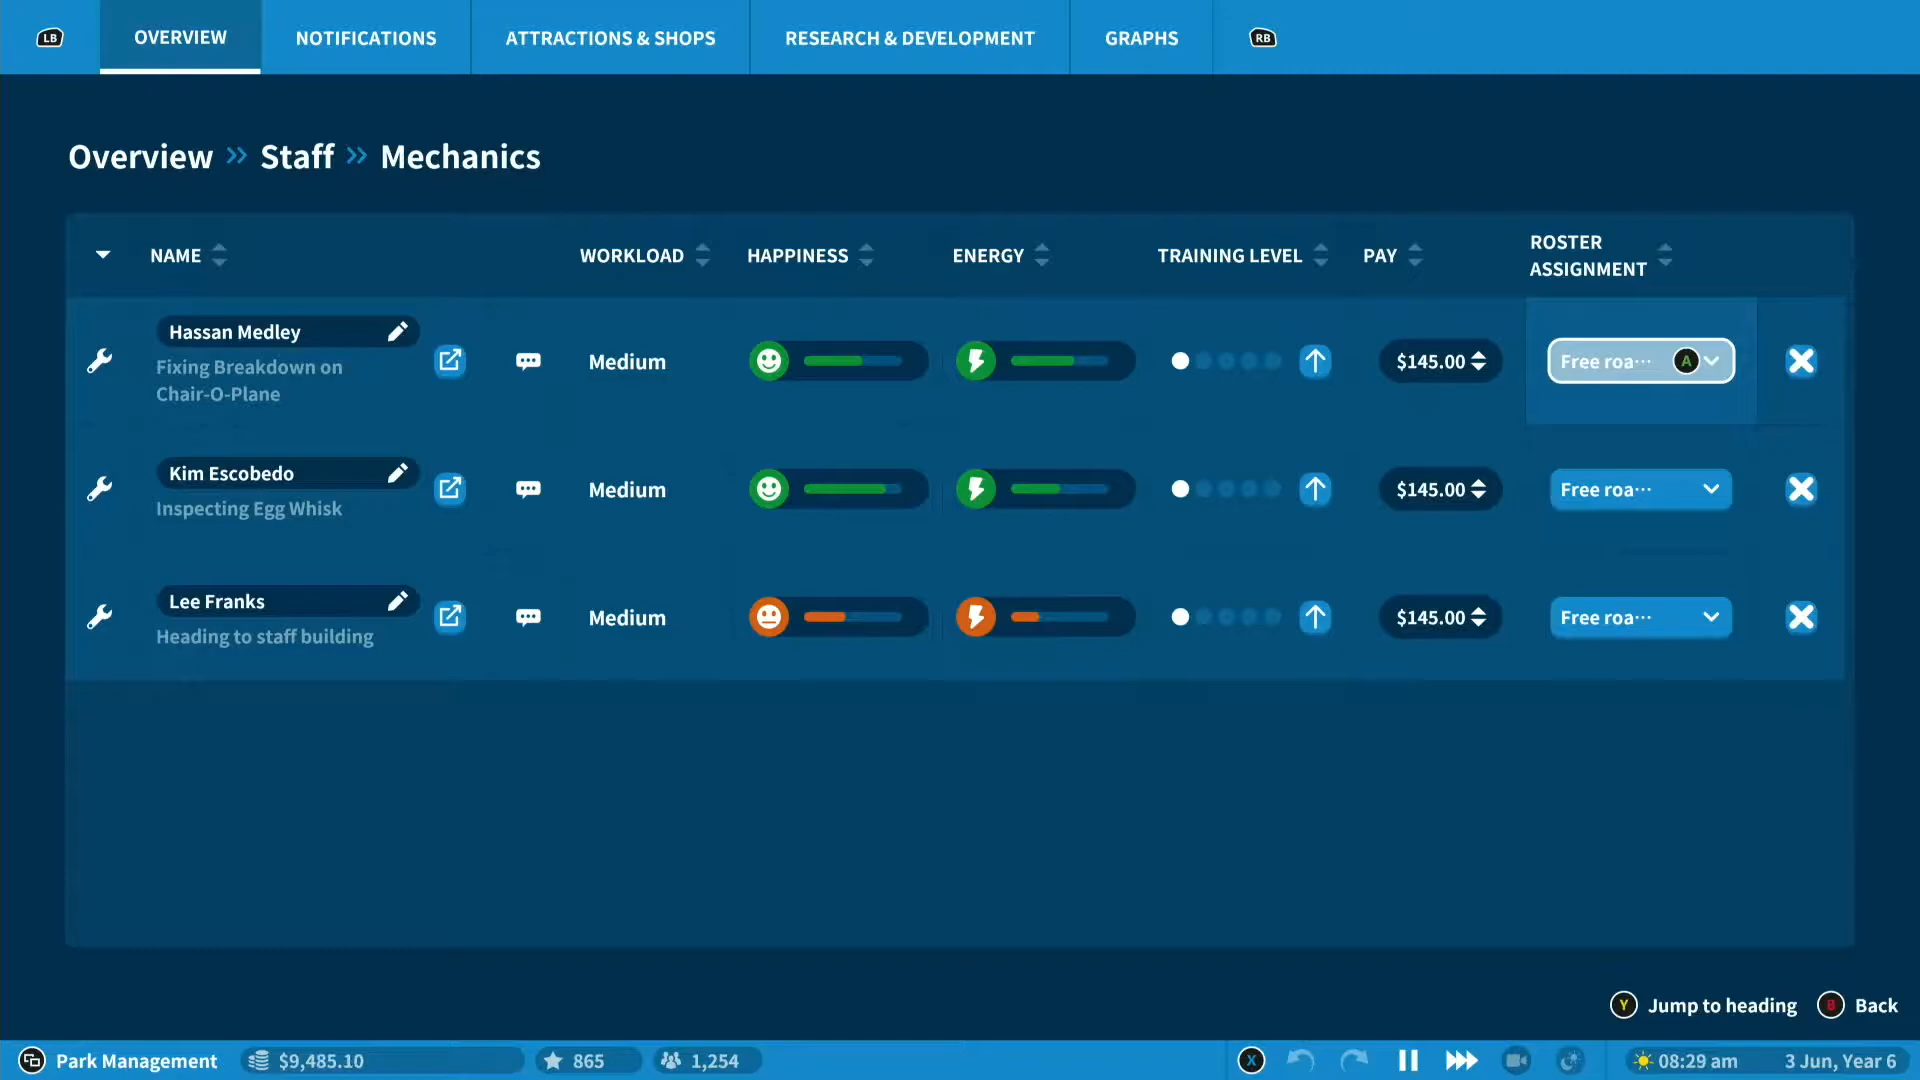 LB OVERVIEW NOTIFICATIONS ATTRACTIONS & SHOPS RESEARCH & DEVELOPMENT GRAPHS RB
Overview » Staff » Mechanics
NAME WORKLOAD HAPPINESS ENERGY TRAINING LEVEL PAY ROSTER ASSIGNMENT
Hassan Medley
Fixing Breakdown on
Chair-O-Plane
Medium $145.00 Free roa... A
Kim Escobedo
Inspecting Egg Whisk
Medium $145.00 Free roa...
Lee Franks
Heading to staff building
Medium $145.00 Free roa...
Y Jump to heading B Back
Park Management $9,485.10 865 1,254 X 08:29 am 3 Jun, Year 6